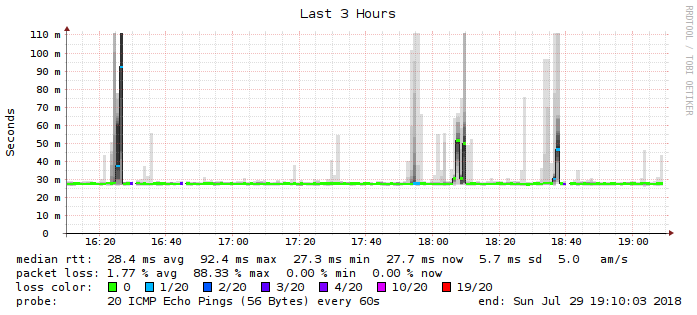 Last 3 Hours
RRDTOOL / TOBI OETIKER
Seconds
110 m
100 m
90 m
80 m
70 m
60 m
50 m
40 m
30 m
20 m
10 m
0
16:20 16:40 17:00 17:20 17:40 18:00 18:20 18:40 19:00
median rtt: 28.4 ms avg 92.4 ms max 27.3 ms min 27.7 ms now 5.7 ms sd 5.0 am/s
packet loss: 1.77 % avg 88.33 % max 0.00 % min 0.00 % now
loss color: 0 1/20 2/20 3/20 4/20 10/20 19/20
probe: 20 ICMP Echo Pings (56 Bytes) every 60s end: Sun Jul 29 19:10:03 2018